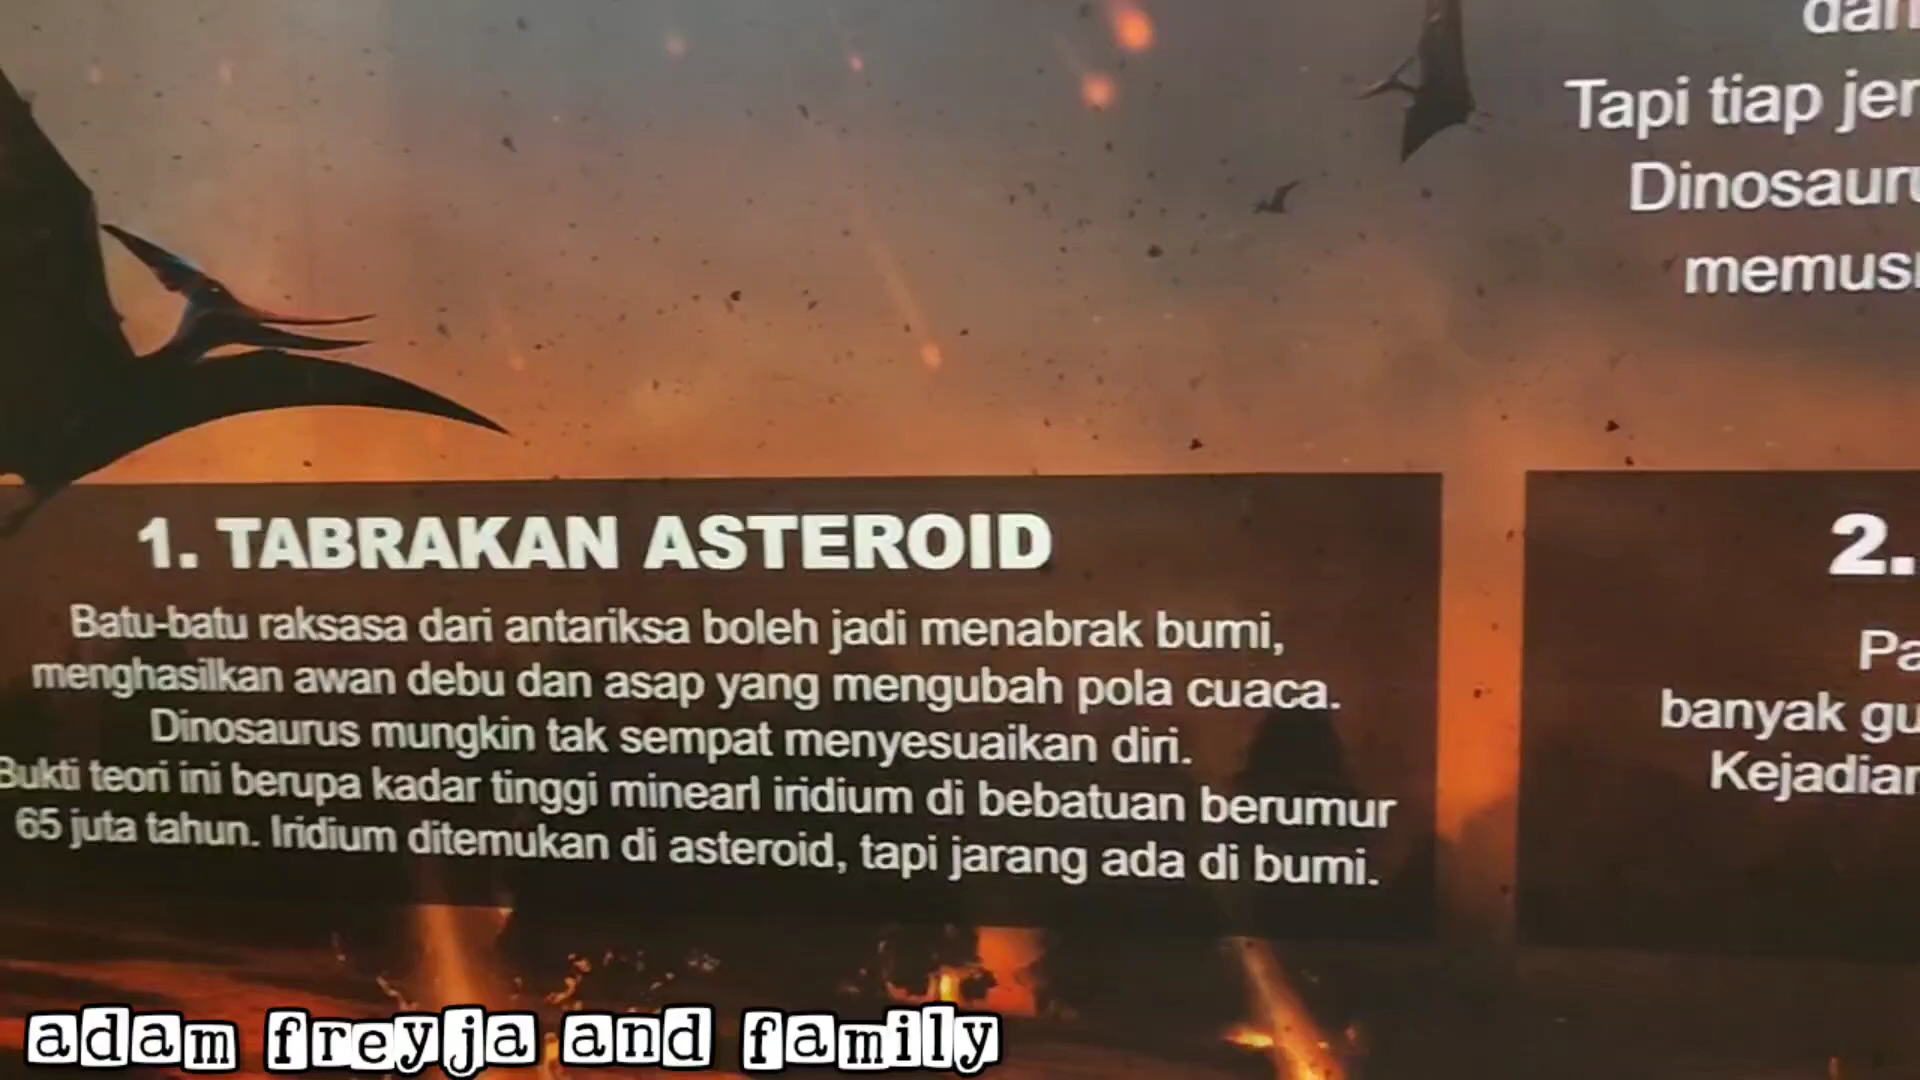 dan
Tapi tiap
Dinosauru
memus
1. TABRAKAN ASTEROID
Batu-batu raksasa dari antariksa boleh jadi menabrak bumi,
menghasilkan awan debu dan asap yang mengubah pola cuaca.
Dinosaurus mungkin tak sempat menyesuaikan diri.
Bukti teori ini berupa kadar tinggi minearl iridium di bebatuan berumur
65 juta tahun. Iridium ditemukan di asteroid, tapi jarang ada di bumi.
2.
Pa
banyak gu
Kejadian
adam freyja and family